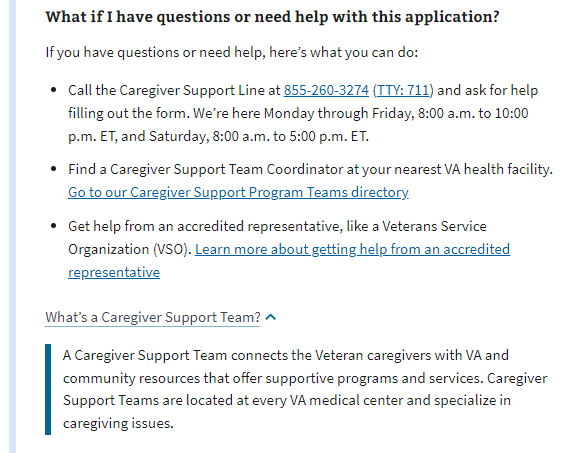 What if I have questions or need help with this application?
If you have questions or need help, here’s what you can do:
• Call the Caregiver Support Line at 855-260-3274 (TTY: 711) and ask for help
filling out the form. We’re here Monday through Friday, 8:00 a.m. to 10:00
p.m. ET, and Saturday, 8:00 a.m. to 5:00 p.m. ET.
• Find a Caregiver Support Team Coordinator at your nearest VA health facility.
Go to our Caregiver Support Program Teams directory
• Get help from an accredited representative, like a Veterans Service
Organization (VSO). Learn more about getting help from an accredited
representative
What’s a Caregiver Support Team?
A Caregiver Support Team connects the Veteran caregivers with VA and
community resources that offer supportive programs and services. Caregiver
Support Teams are located at every VA medical center and specialize in
caregiving issues.